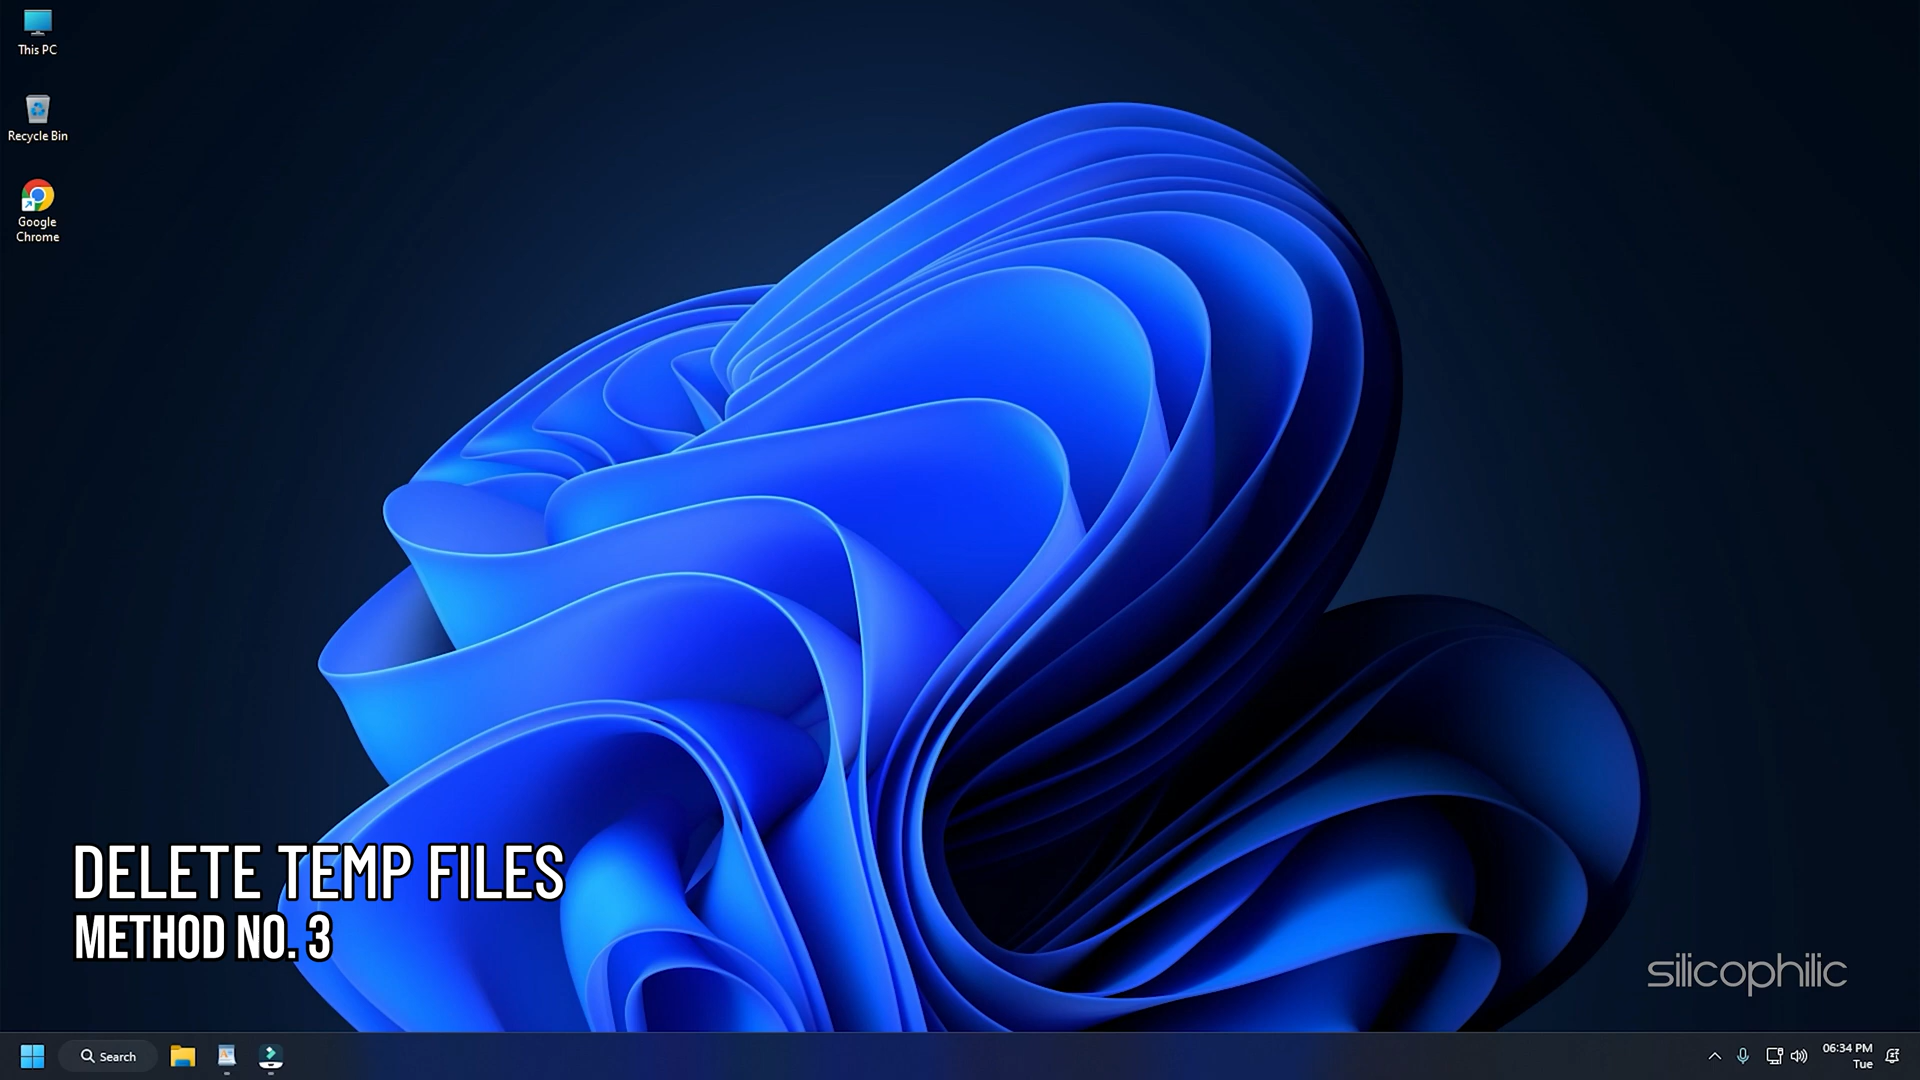 This PC
Recycle Bin
Google
Chrome
DELETE TEMP FILES
METHOD NO. 3
silicophilic
Search
06:34 PM
Tue